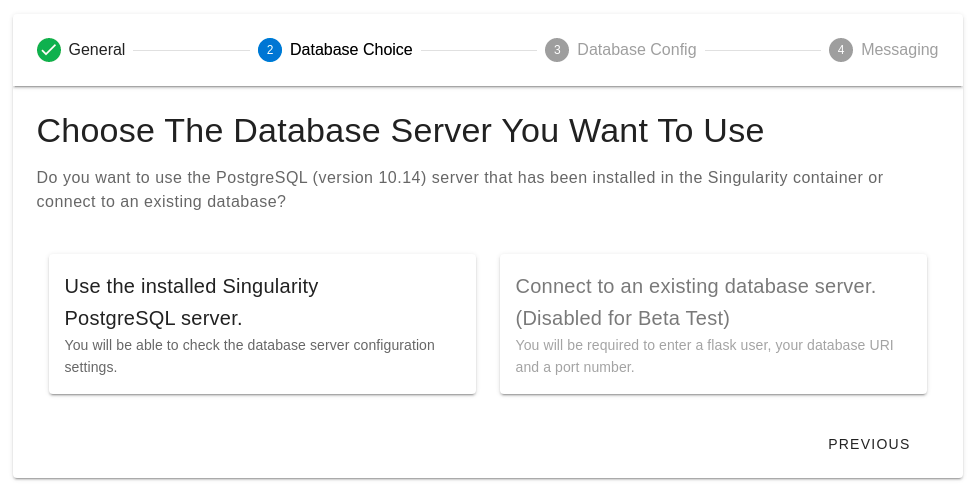 General
2 Database Choice
3 Database Config
4 Messaging
Choose The Database Server You Want To Use
Do you want to use the PostgreSQL (version 10.14) server that has been installed in the Singularity container or
connect to an existing database?
Use the installed Singularity
PostgreSQL server.
You will be able to check the database server configuration
settings.
Connect to an existing database server.
(Disabled for Beta Test)
You will be required to enter a flask user, your database URI
and a port number.
PREVIOUS